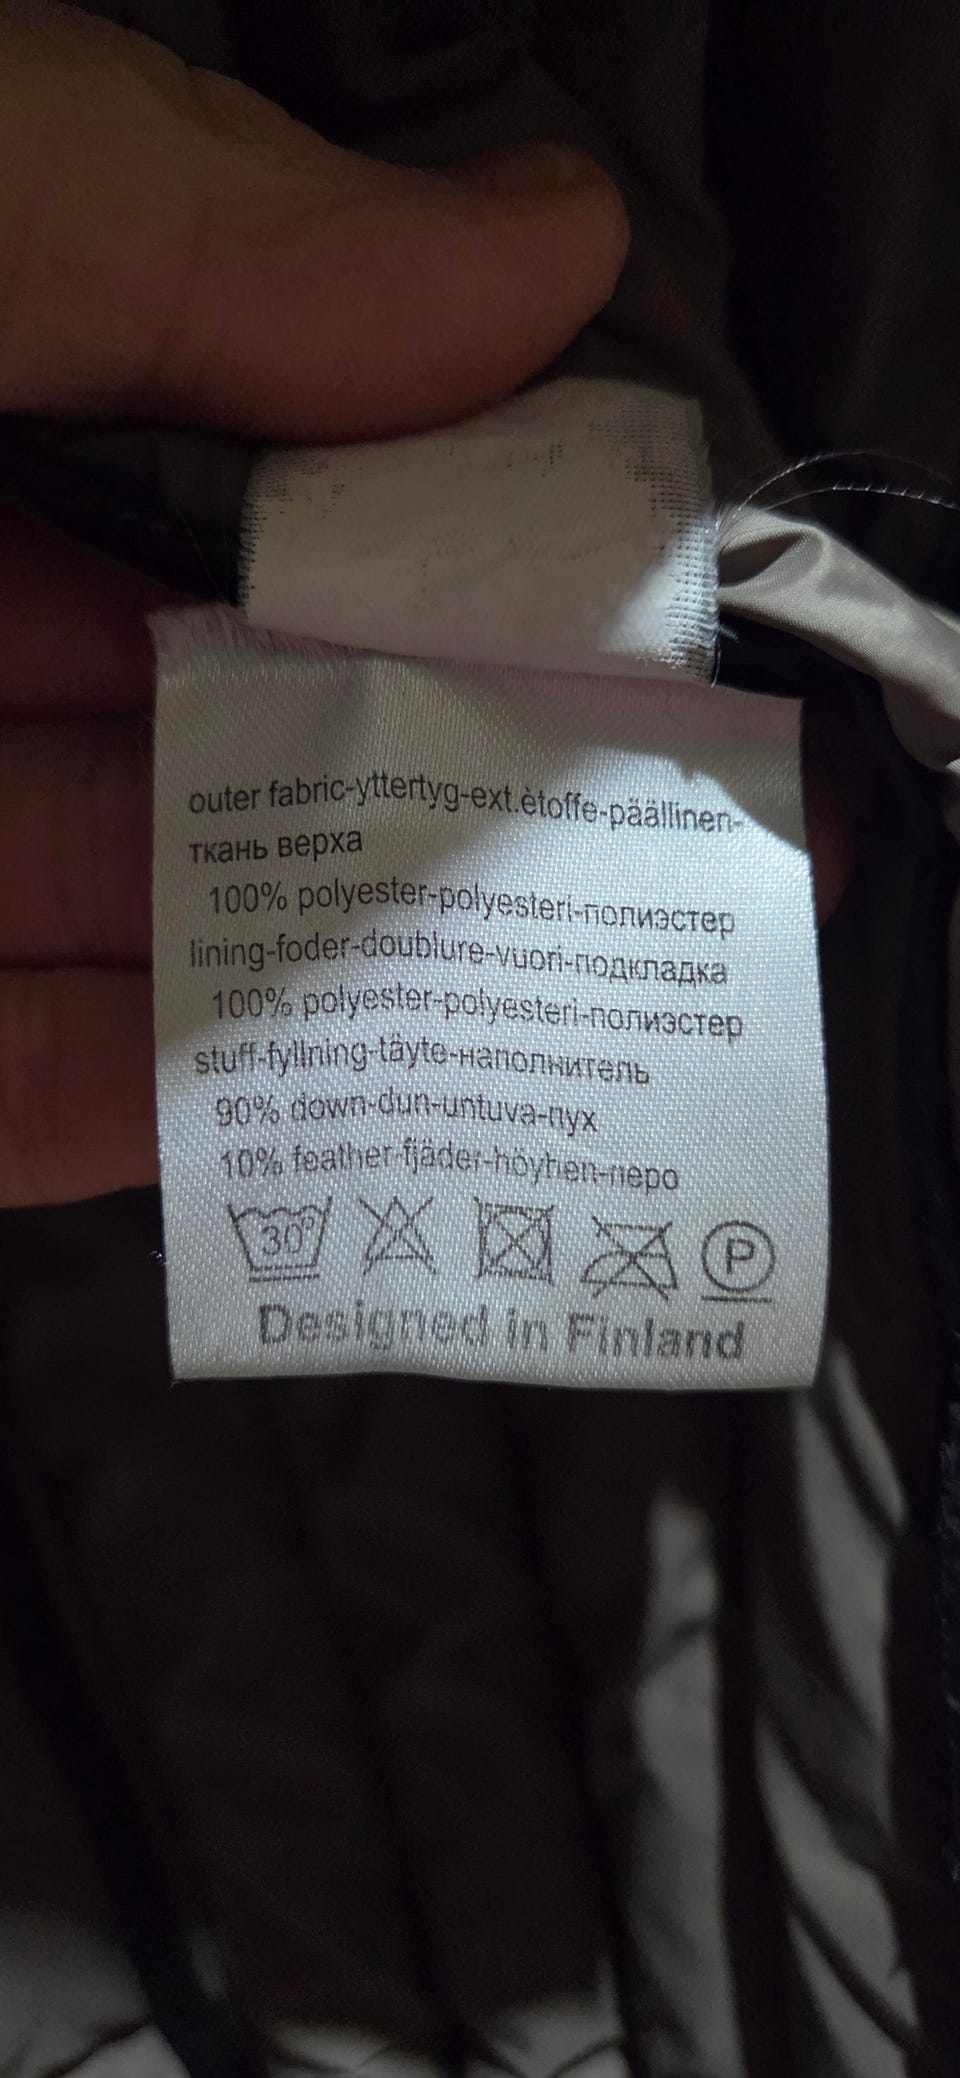 outer fabric-yttertyg-ext.ètoffe-päällinen-
ткань верха
100% polyester-polyesteri-полиэстер
lining-foder-doublure-vuori-подкладка
100% polyester-polyesteri-полиэстер
stuff-fyllning-täyte-наполнитель
90% down-dun-untuva-пух
10% feather-fjäder-höyhen-перо
30° P
Designed in Finland